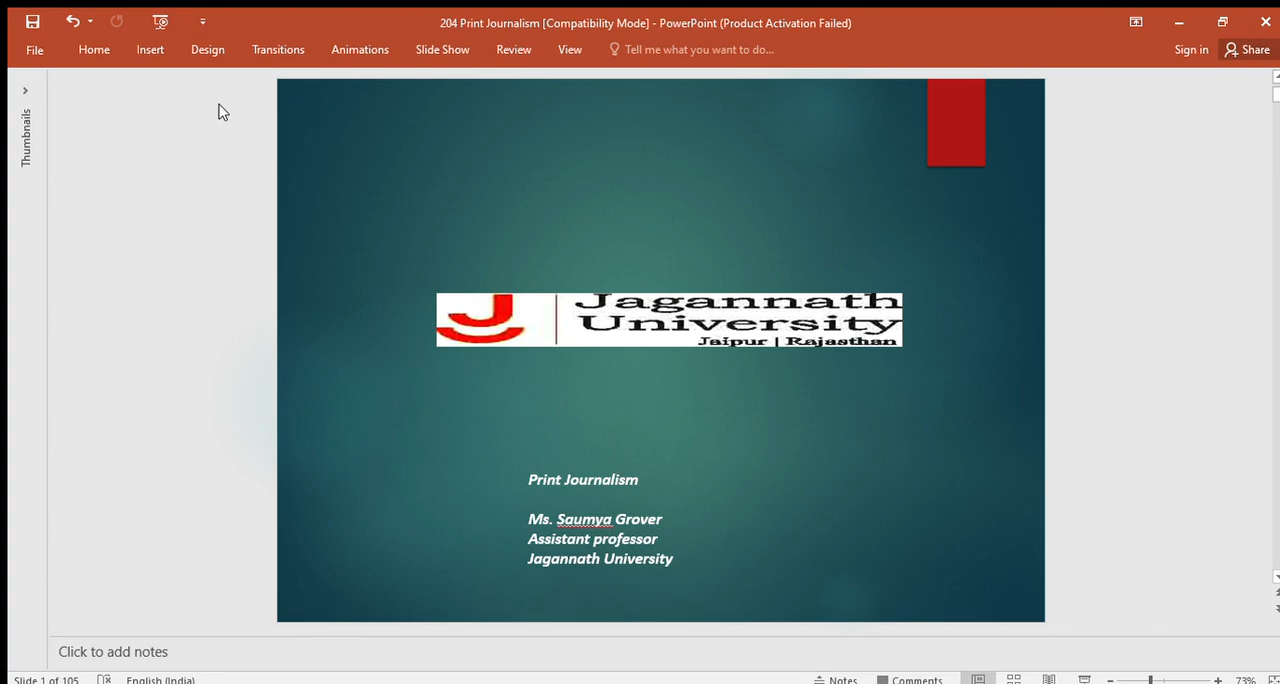 204 Print Journalism [Compatibility Mode] - PowerPoint (Product Activation Failed)
File Home Insert Design Transitions Animations Slide Show Review View Tell me what you want to do... Sign in Share
Thumbnails
J Jagannath
University
Jaipur | Rajasthan
Print Journalism
Ms. Saumya Grover
Assistant professor
Jagannath University
Click to add notes
Slide 1 of 105 English (India) Notes Comments 73%